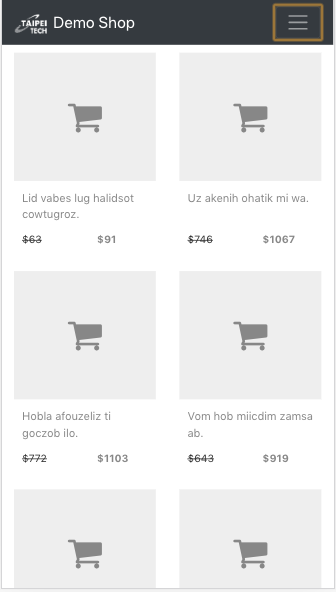 TAIPEI
TECH
Demo Shop
Lid vabes lug halidsot
cowtugroz.
$63 $91
Uz akenih ohatik mi wa.
$746 $1067
Hobla afouzeliz ti
goczob ilo.
$772 $1103
Vom hob miicdim zamsa
ab.
$643 $919